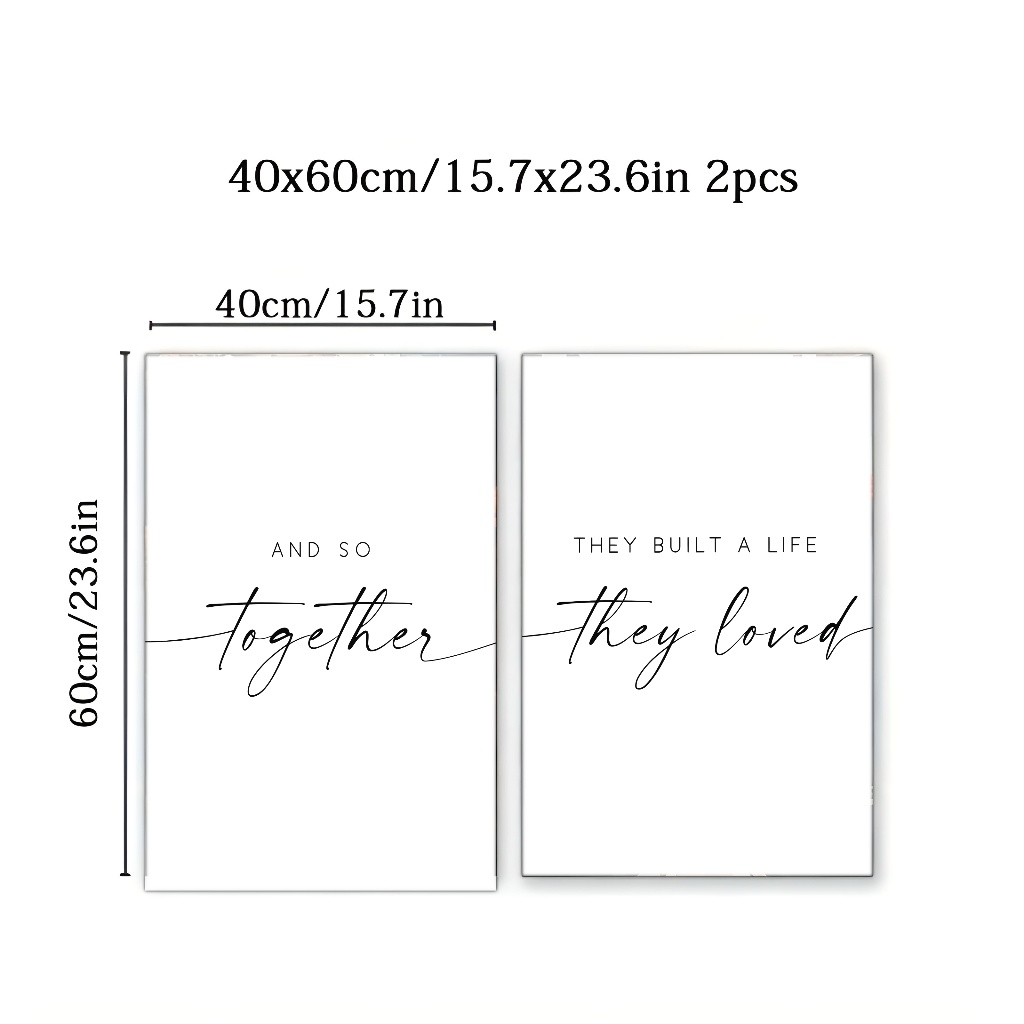 40x60cm/15.7x23.6in 2pcs
40cm/15.7in
60cm/23.6in
AND SO
together
THEY BUILT A LIFE
they loved